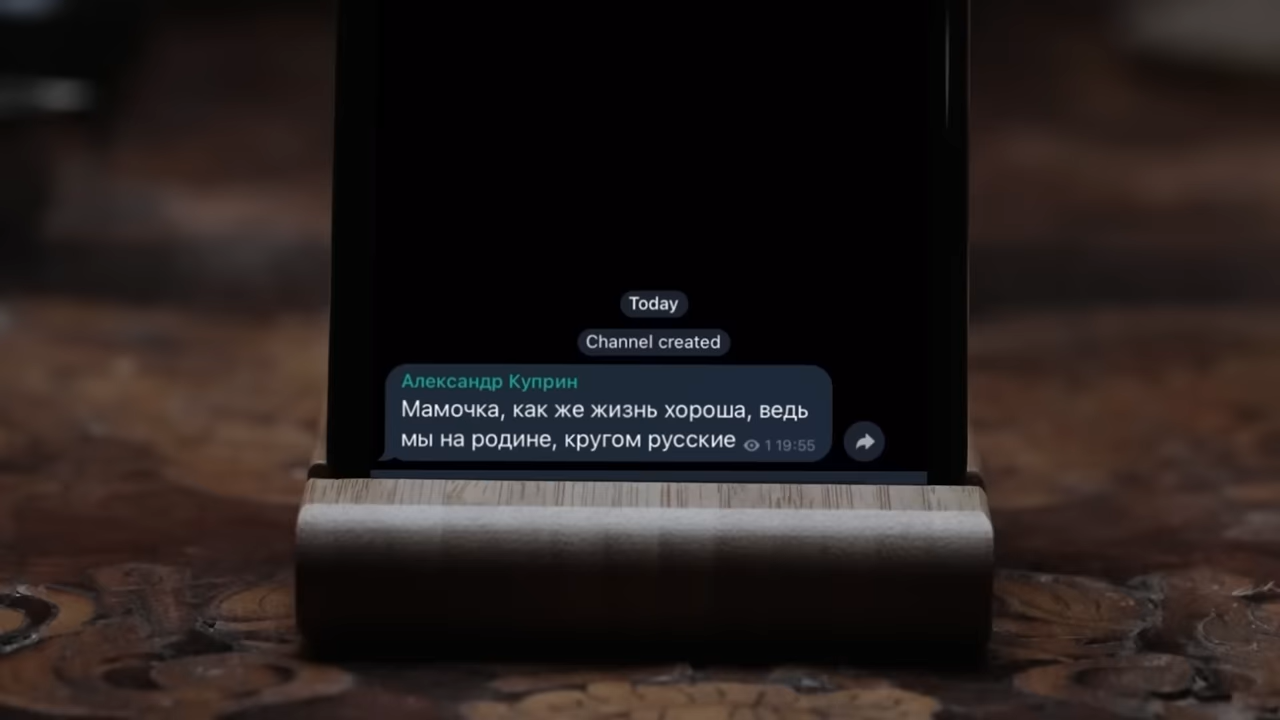 Today
Channel created
Александр Куприн
Мамочка, как же жизнь хороша, ведь
мы на родине, кругом русские 1 19:55